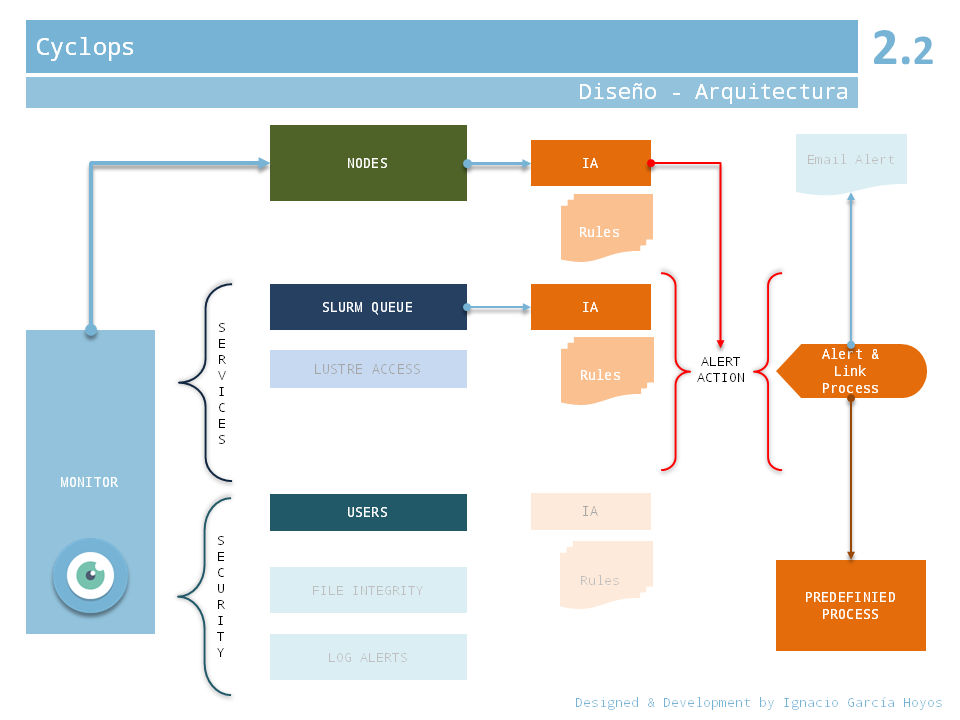 Cyclops
2.2
Diseño - Arquitectura
NODES
IA
Email Alert
Rules
SLURM QUEUE
IA
SERVICES
LUSTRE ACCESS
Rules
ALERT
ACTION
Alert &
Link
Process
MONITOR
USERS
IA
SECURITY
FILE INTEGRITY
Rules
PREDEFINIED
PROCESS
LOG ALERTS
Designed & Development by Ignacio García Hoyos